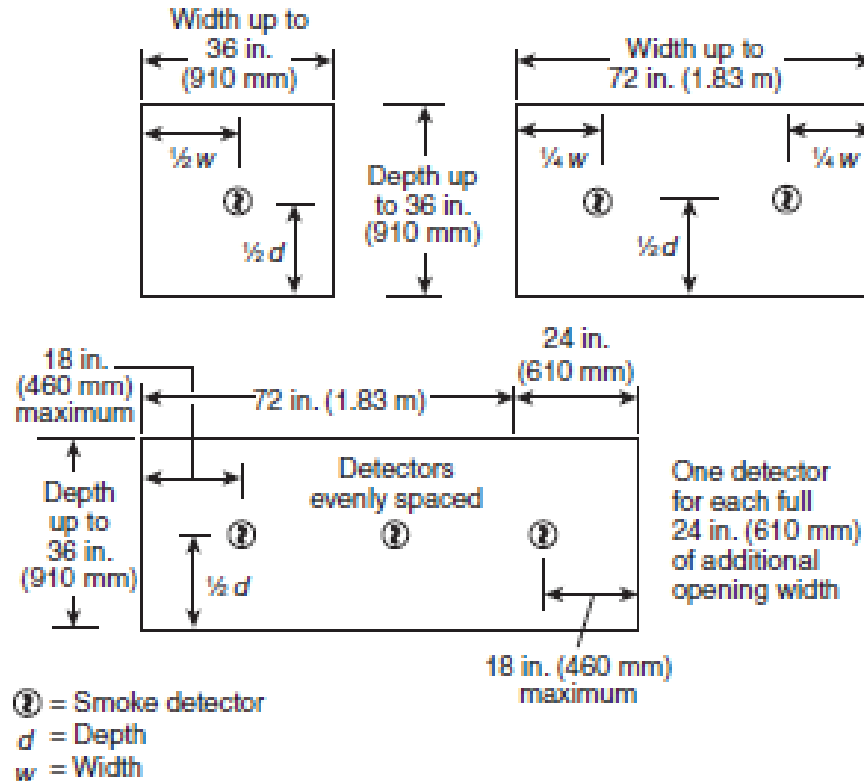 Width up to
36 in.
(910 mm)
Width up to
72 in. (1.83 m)
½ w
¼ w
¼ w
Depth up
to 36 in.
(910 mm)
½ d
½ d
18 in.
(460 mm)
maximum
72 in. (1.83 m)
24 in.
(610 mm)
Depth
up to
36 in.
(910 mm)
Detectors
evenly spaced
½ d
One detector
for each full
24 in. (610 mm)
of additional
opening width
18 in. (460 mm)
maximum
= Smoke detector
d = Depth
w = Width